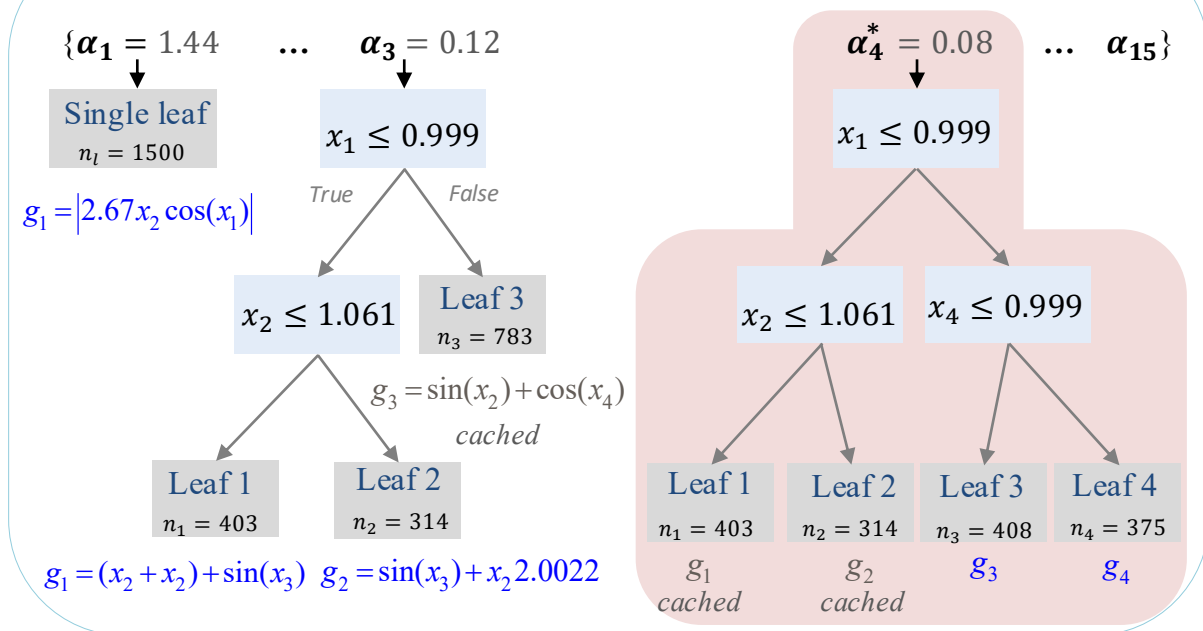 {α₁ = 1.44 ... α₃ = 0.12 α₄* = 0.08 ... α₁₅}
Single leaf
nₗ = 1500
g₁ = |2.67x₂ cos(x₁)|
x₁ ≤ 0.999
True
False
x₂ ≤ 1.061
Leaf 3
n₃ = 783
g₃ = sin(x₂) + cos(x₄)
cached
Leaf 1
n₁ = 403
Leaf 2
n₂ = 314
g₁ = (x₂ + x₂) + sin(x₃)
g₂ = sin(x₃) + x₂ 2.0022
x₁ ≤ 0.999
x₂ ≤ 1.061
x₄ ≤ 0.999
Leaf 1
n₁ = 403
g₁
cached
Leaf 2
n₂ = 314
g₂
cached
Leaf 3
n₃ = 408
g₃
Leaf 4
n₄ = 375
g₄